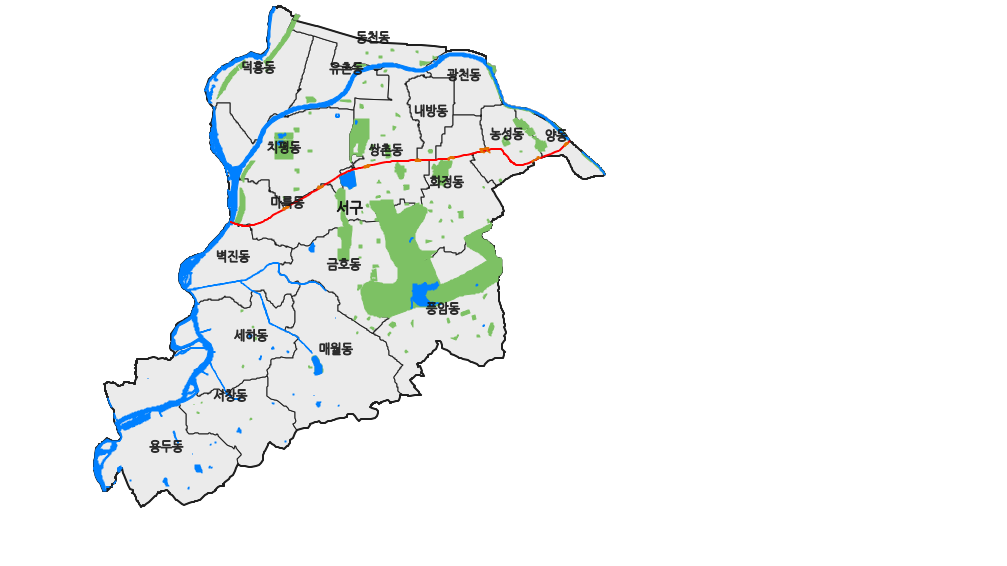 동천동
덕흥동
유촌동
광천동
내방동
농성동
양동
치평동
쌍촌동
화정동
마륵동
서구
벽진동
금호동
풍암동
세하동
매월동
서창동
용두동